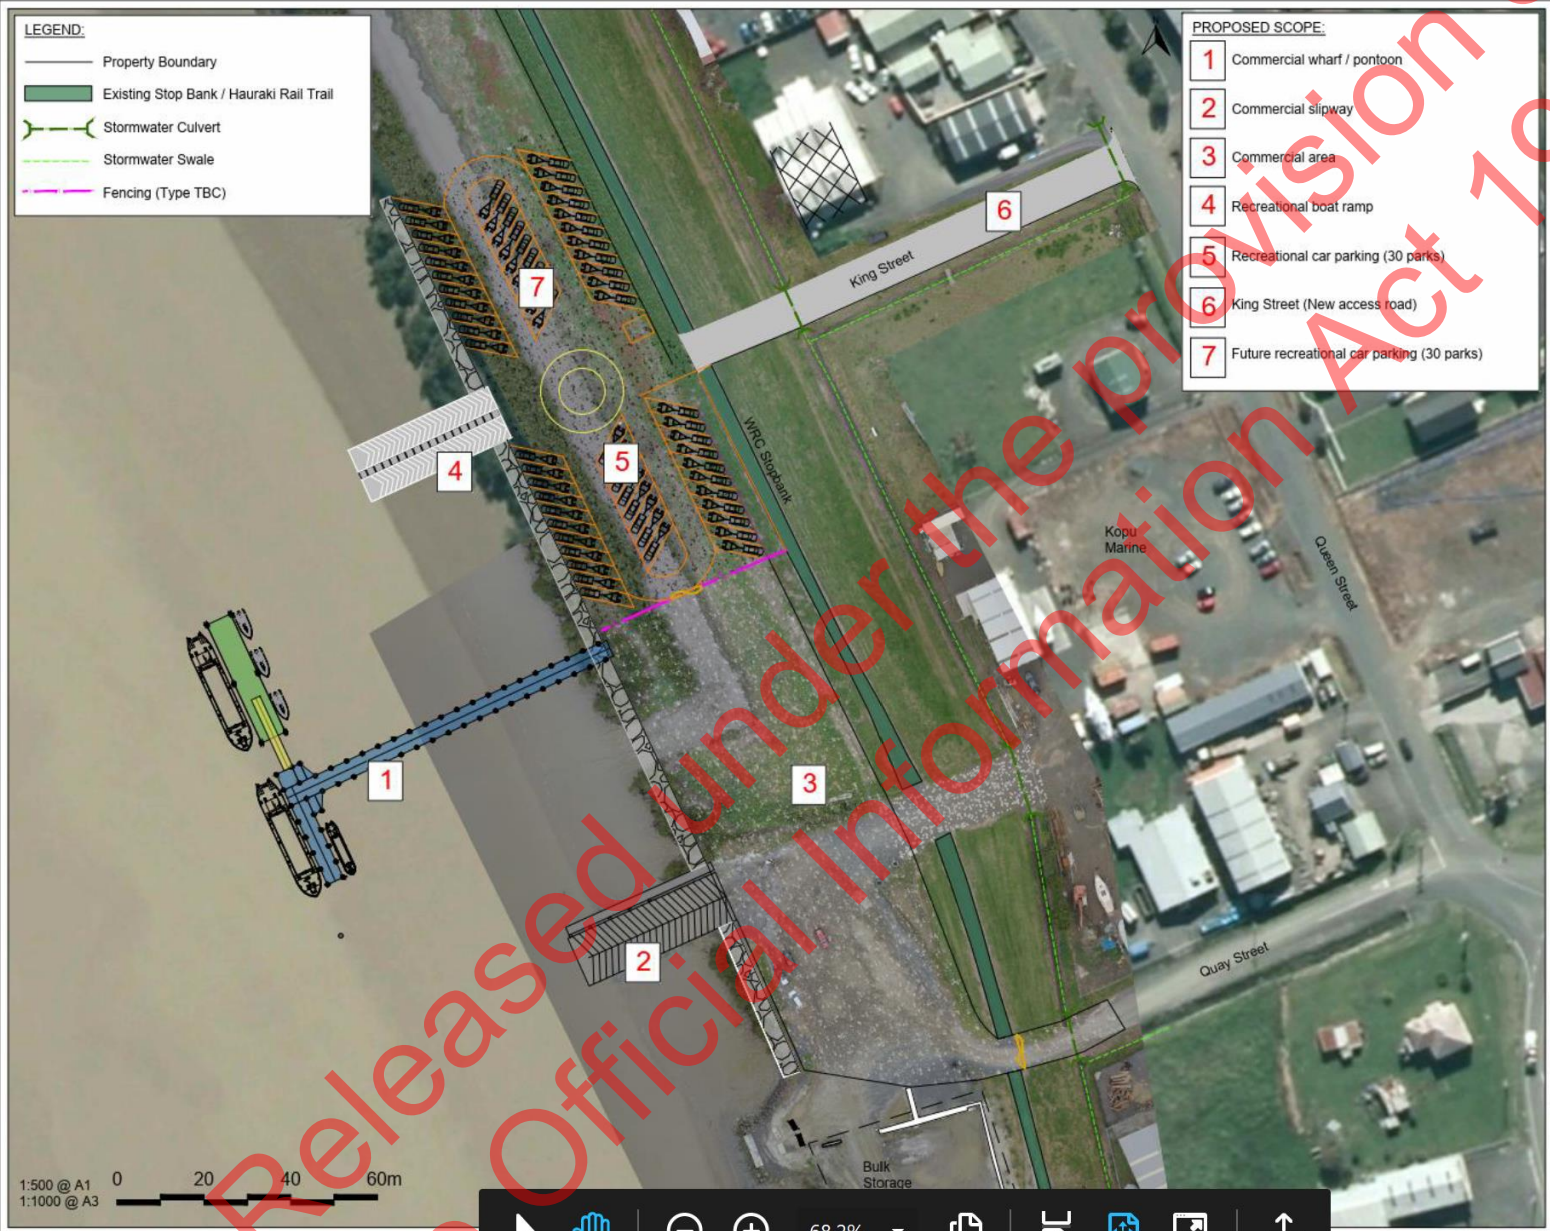 LEGEND:
Property Boundary
Existing Stop Bank / Hauraki Rail Trail
Stormwater Culvert
Stormwater Swale
Fencing (Type TBC)
PROPOSED SCOPE:
1 Commercial wharf / pontoon
2 Commercial slipway
3 Commercial area
4 Recreational boat ramp
5 Recreational car parking (30 parks)
6 King Street (New access road)
7 Future recreational car parking (30 parks)
6
King Street
7
WRC Stopbank
4
5
Kopu
Marine
Queen Street
1
3
2
Quay Street
Bulk
Storage
1:500 @ A1
1:1000 @ A3
0 20 40 60m
Released under the provision
Official Information Act 19
68.2%